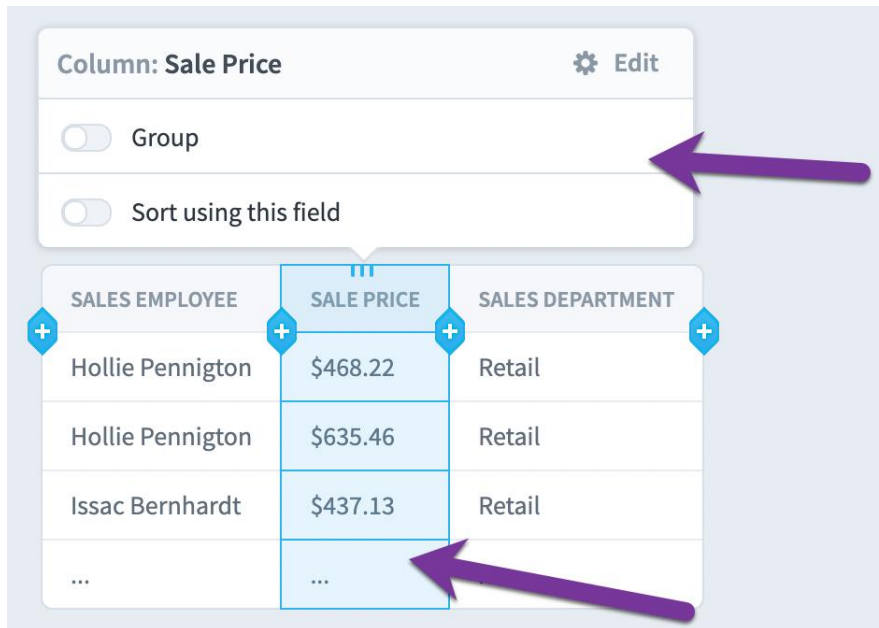 Column: Sale Price Edit
Group
Sort using this field
SALES EMPLOYEE SALE PRICE SALES DEPARTMENT
Hollie Pennigton $468.22 Retail
Hollie Pennigton $635.46 Retail
Issac Bernhardt $437.13 Retail
... ...